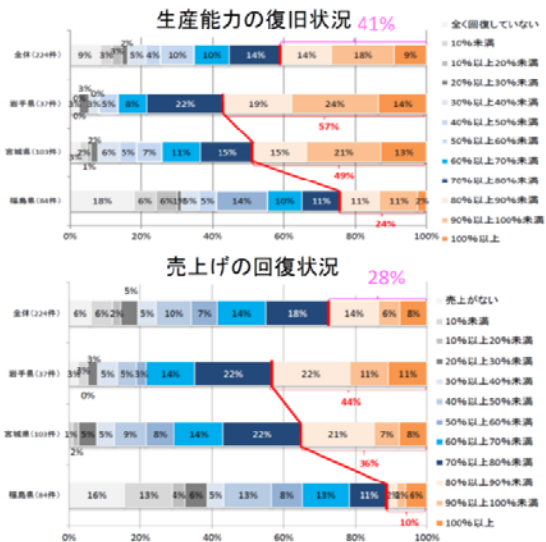 生産能力の復旧状況 41%
全体(224件) 9% 3% 3% 2% 5% 4% 10% 10% 14% 14% 18% 9%
岩手県(37件) 3% 0% 3% 0% 3% 5% 8% 22% 19% 24% 14%
57%
宮城県(103件) 3% 2% 1% 2% 6% 5% 7% 11% 15% 15% 21% 13%
49%
福島県(84件) 18% 6% 6% 1% 5% 5% 14% 10% 11% 11% 11% 2%
24%
0% 20% 40% 60% 80% 100%
全く回復していない
10%未満
10%以上20%未満
20%以上30%未満
30%以上40%未満
40%以上50%未満
50%以上60%未満
60%以上70%未満
70%以上80%未満
80%以上90%未満
90%以上100%未満
100%以上
売上げの回復状況 28%
全体(224件) 6% 6% 2% 5% 5% 10% 7% 14% 18% 14% 6% 8%
岩手県(37件) 3% 3% 0% 3% 5% 5% 3% 14% 22% 22% 11% 11%
44%
宮城県(103件) 1% 2% 5% 5% 9% 8% 14% 22% 21% 7% 8%
36%
福島県(84件) 16% 13% 4% 6% 5% 13% 8% 13% 11% 6%
10%
0% 20% 40% 60% 80% 100%
売上がない
10%未満
10%以上20%未満
20%以上30%未満
30%以上40%未満
40%以上50%未満
50%以上60%未満
60%以上70%未満
70%以上80%未満
80%以上90%未満
90%以上100%未満
100%以上